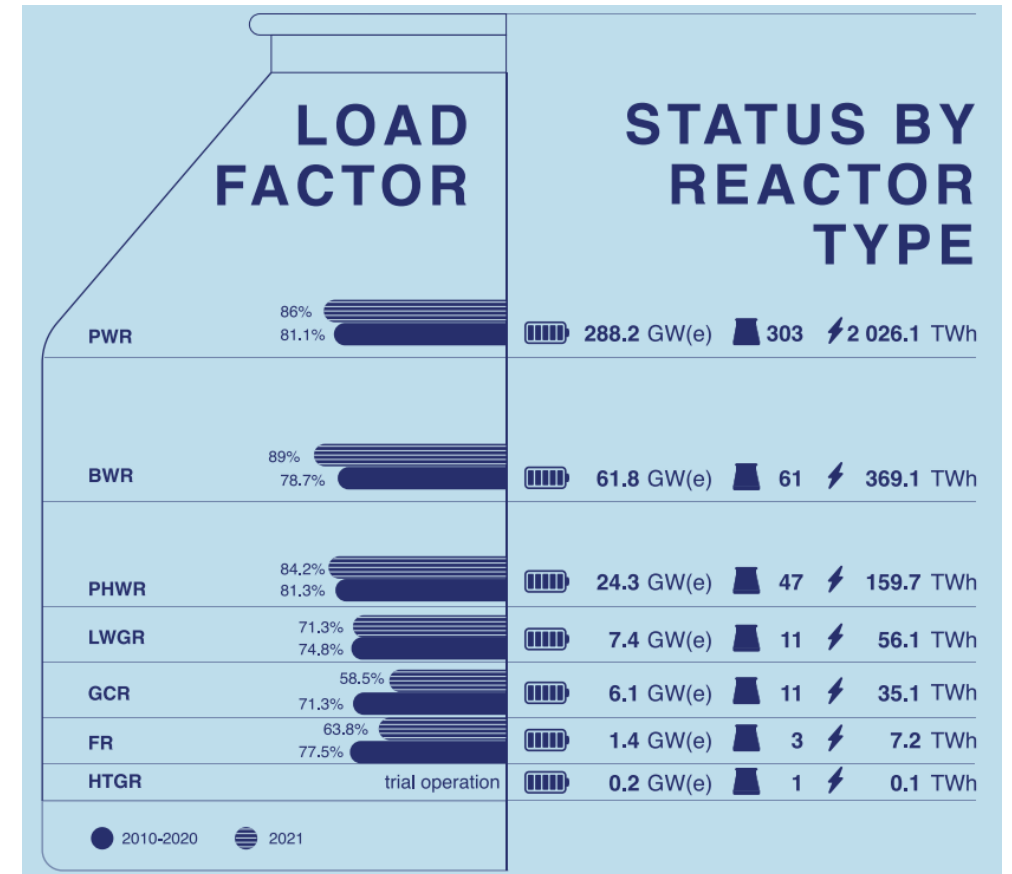 LOAD
FACTOR
STATUS BY
REACTOR
TYPE
86%
PWR 81.1% 288.2 GW(e) 303 2 026.1 TWh
89%
BWR 78.7% 61.8 GW(e) 61 369.1 TWh
84.2%
PHWR 81.3% 24.3 GW(e) 47 159.7 TWh
71.3%
LWGR 74.8% 7.4 GW(e) 11 56.1 TWh
58.5%
GCR 71.3% 6.1 GW(e) 11 35.1 TWh
63.8%
FR 77.5% 1.4 GW(e) 3 7.2 TWh
HTGR trial operation 0.2 GW(e) 1 0.1 TWh
2010-2020 2021